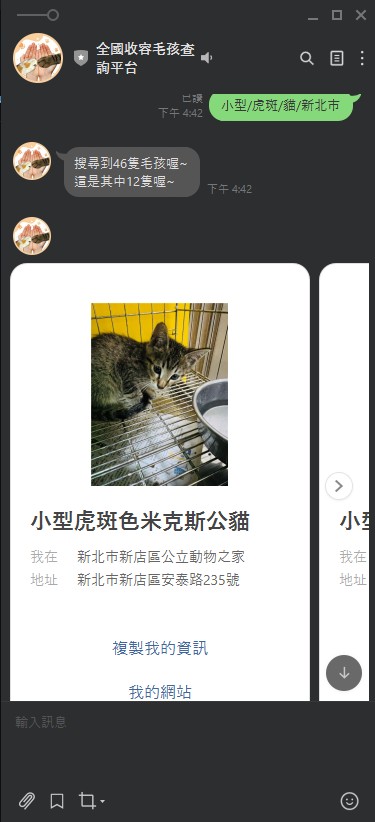 全國收容毛孩查
詢平台
已讀
下午 4:42
小型/虎斑/貓/新北市
搜尋到46隻毛孩喔~
這是其中12隻喔~
下午 4:42
小型虎斑色米克斯公貓
我在 新北市新店區公立動物之家
地址 新北市新店區安泰路235號
複製我的資訊
我的網站
小型
我在
地址
輸入訊息